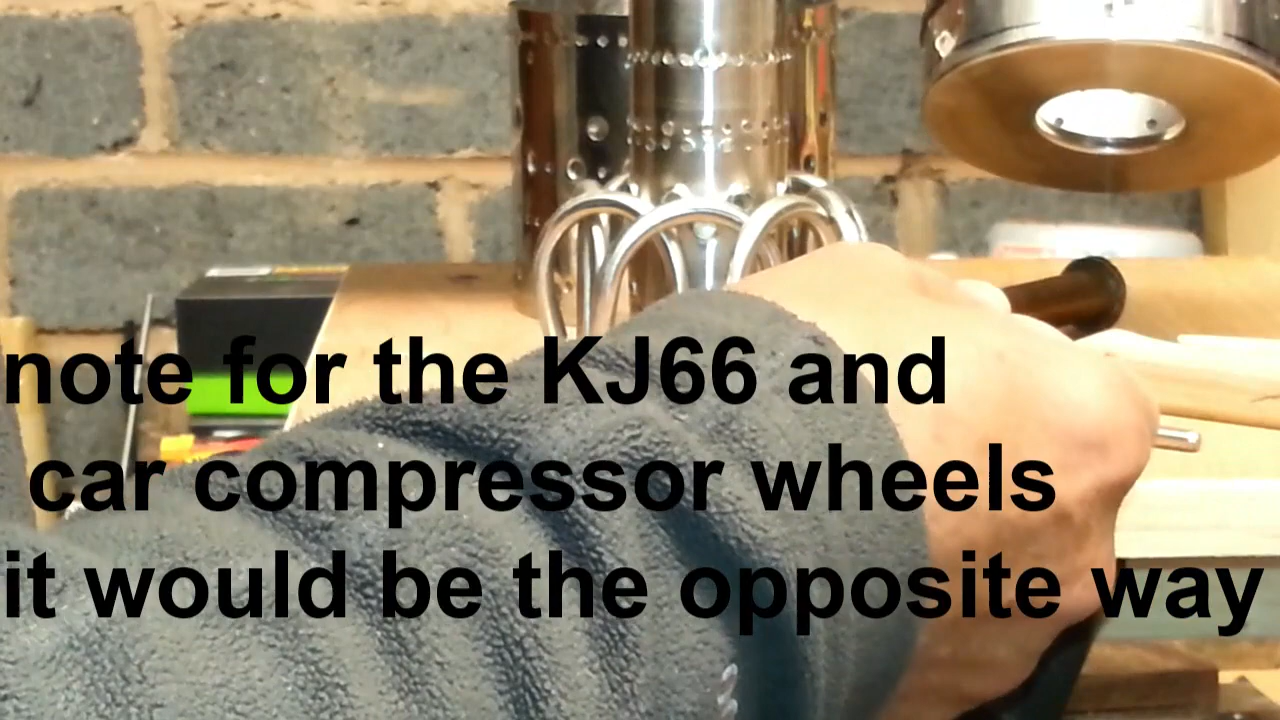 note for the KJ66 and
car compressor wheels
it would be the opposite way